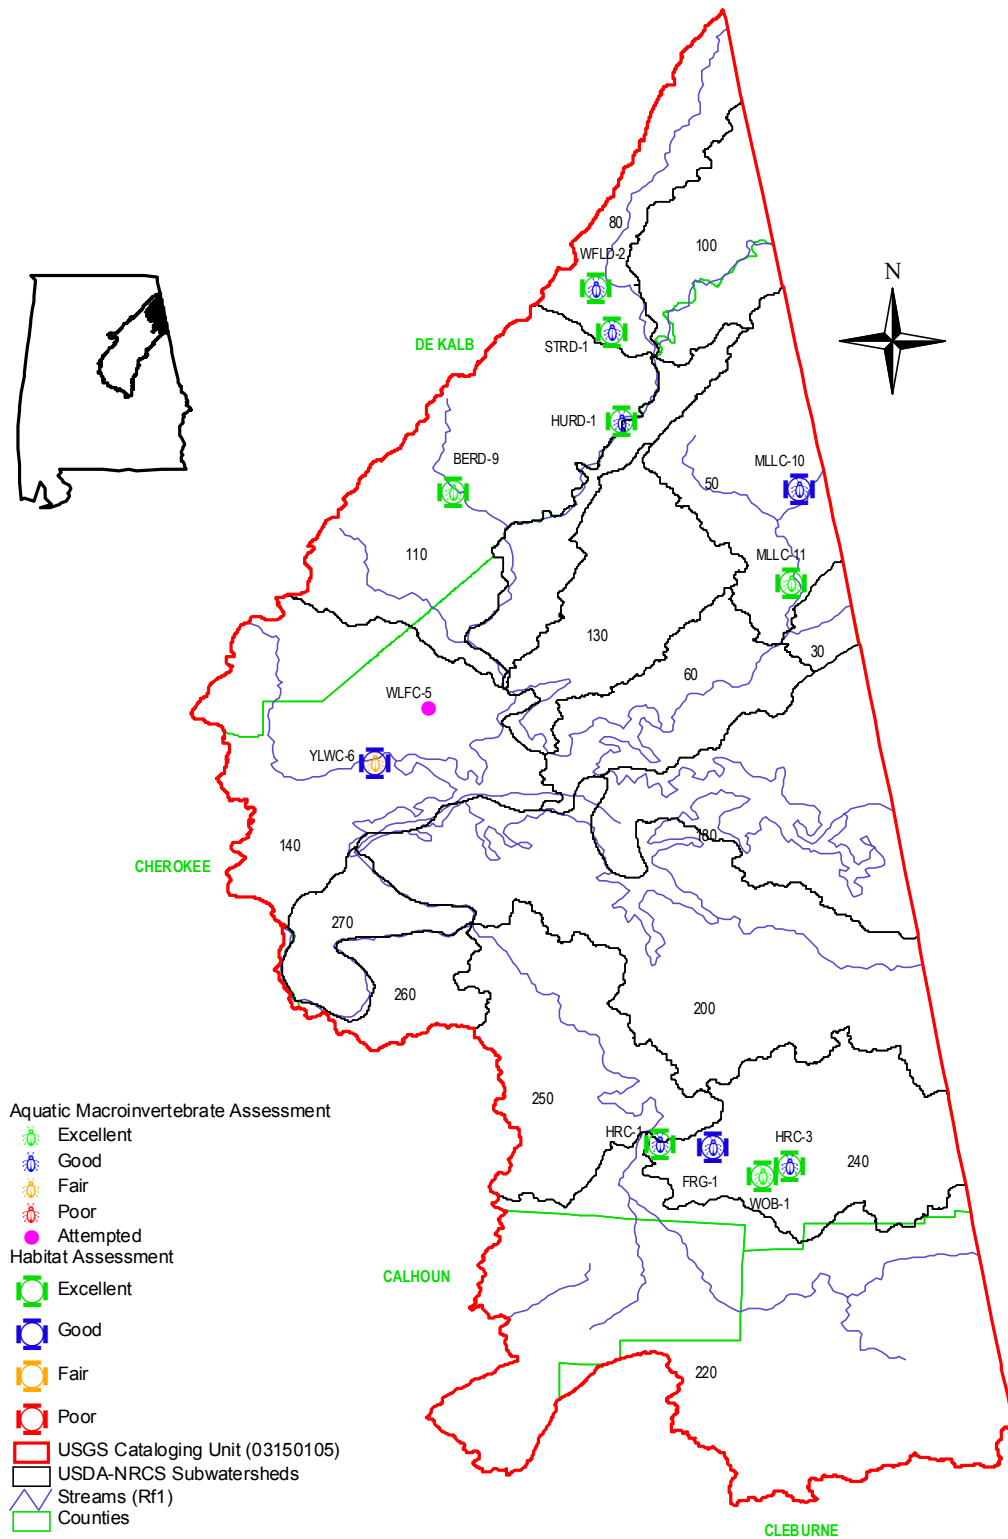 N
80
100
WFLD-2
STRD-1
DE KALB
HURD-1
BERD-9
MLLC-10
50
MLLC-11
110
130
30
60
WLFC-5
YLWC-6
180
140
CHEROKEE
270
260
200
250
HRC-1
HRC-3
240
FRG-1
WOB-1
CALHOUN
220
CLEBURNE
Aquatic Macroinvertebrate Assessment
Excellent
Good
Fair
Poor
Attempted
Habitat Assessment
Excellent
Good
Fair
Poor
USGS Cataloging Unit (03150105)
USDA-NRCS Subwatersheds
Streams (Rf1)
Counties